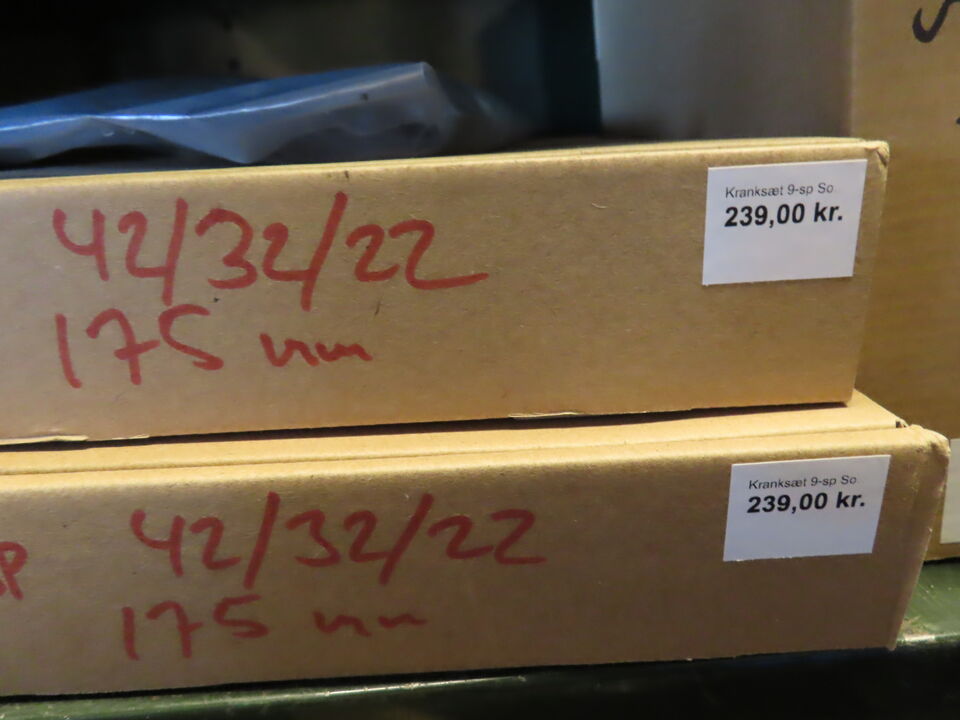 42/32/22
175 mm
Kranksæt 9-sp So
239,00 kr.
42/32/22
175 mm
Kranksæt 9-sp So
239,00 kr.